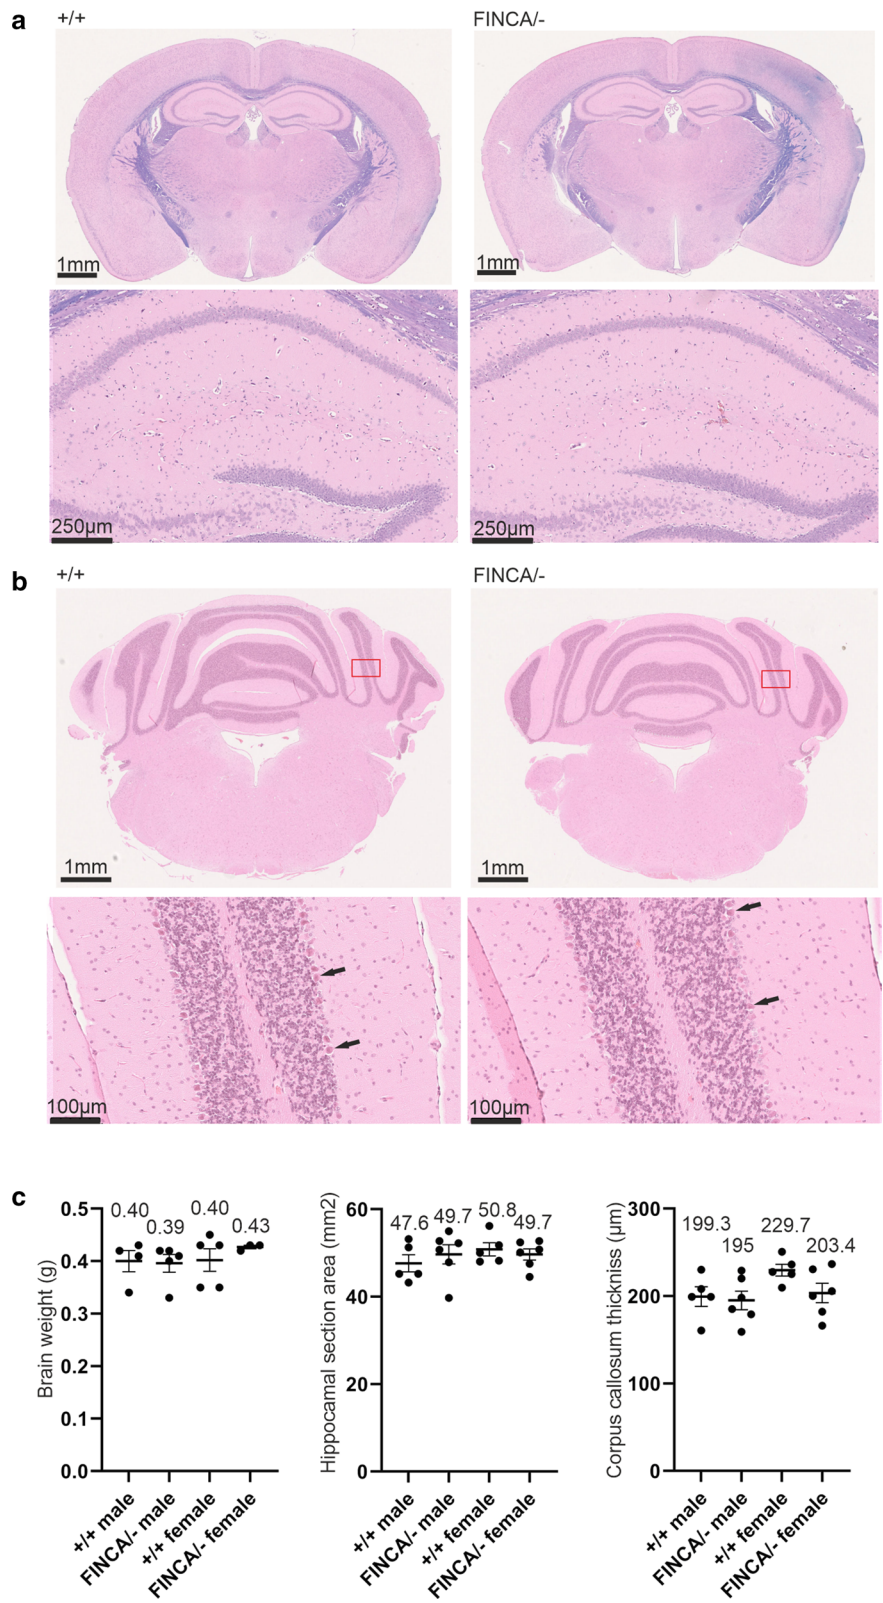 a
+/+
FINCA/-
1mm
1mm
250µm
250µm
b
+/+
FINCA/-
1mm
1mm
100µm
100µm
c
Brain weight (g)
0.5
0.4
0.3
0.2
0.1
0.0
0.40
0.39
0.40
0.43
+/+ male
FINCA/- male
+/+ female
FINCA/- female
Hippocamal section area (mm2)
60
40
20
0
47.6
49.7
50.8
49.7
+/+ male
FINCA/- male
+/+ female
FINCA/- female
Corpus callosum thickniss (µm)
300
200
100
0
199.3
195
229.7
203.4
+/+ male
FINCA/- male
+/+ female
FINCA/- female